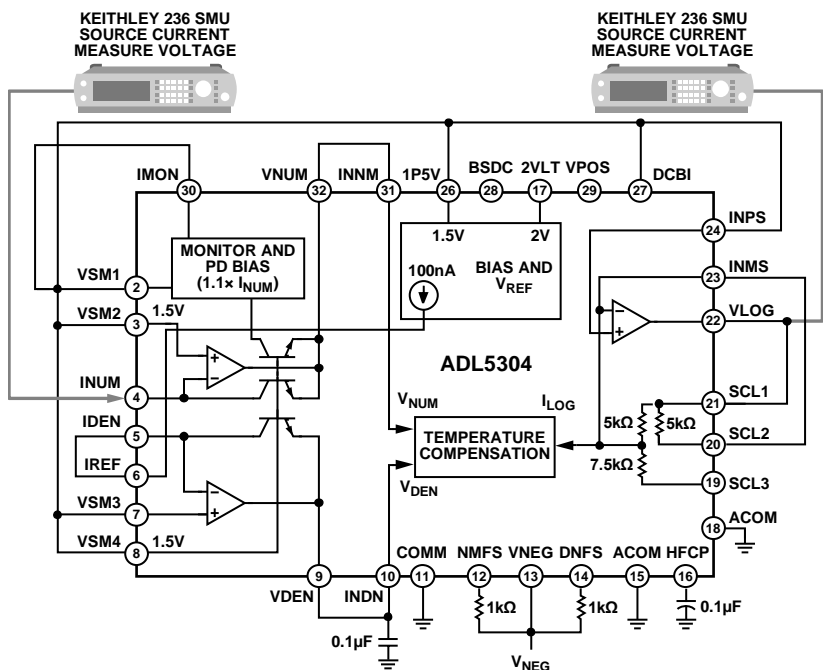 KEITHLEY 236 SMU
SOURCE CURRENT
MEASURE VOLTAGE
KEITHLEY 236 SMU
SOURCE CURRENT
MEASURE VOLTAGE
IMON
VNUM
INNM
1P5V
BSDC
2VLT
VPOS
DCBI
30
32
31
26
28
17
29
27
INPS
24
MONITOR AND
PD BIAS
(1.1× INUM)
1.5V
2V
100nA
BIAS AND
VREF
INMS
23
VSM1
2
VSM2
1.5V
3
VLOG
22
ADL5304
INUM
4
VNUM
ILOG
SCL1
21
5kΩ
5kΩ
IDEN
5
TEMPERATURE
COMPENSATION
SCL2
20
IREF
6
7.5kΩ
VDEN
SCL3
19
VSM3
7
ACOM
18
VSM4
1.5V
8
COMM
NMFS
VNEG
DNFS
ACOM
HFCP
9
10
11
12
13
14
15
16
VDEN
INDN
1kΩ
1kΩ
0.1µF
0.1µF
VNEG